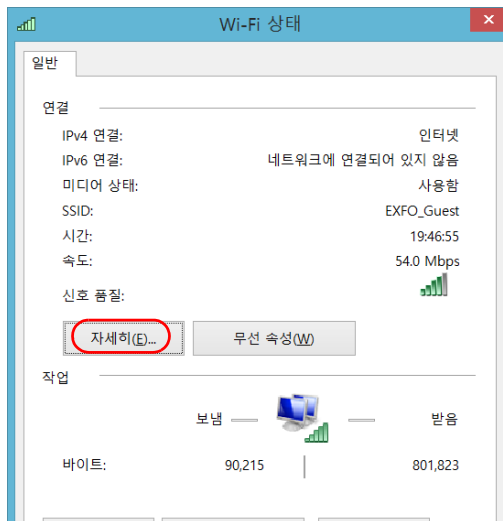 Wi-Fi 상태
일반
연결
IPv4 연결: 인터넷
IPv6 연결: 네트워크에 연결되어 있지 않음
미디어 상태: 사용함
SSID: EXFO_Guest
시간: 19:46:55
속도: 54.0 Mbps
신호 품질:
자세히(E)... 무선 속성(W)
작업
보냄 받음
바이트: 90,215 801,823